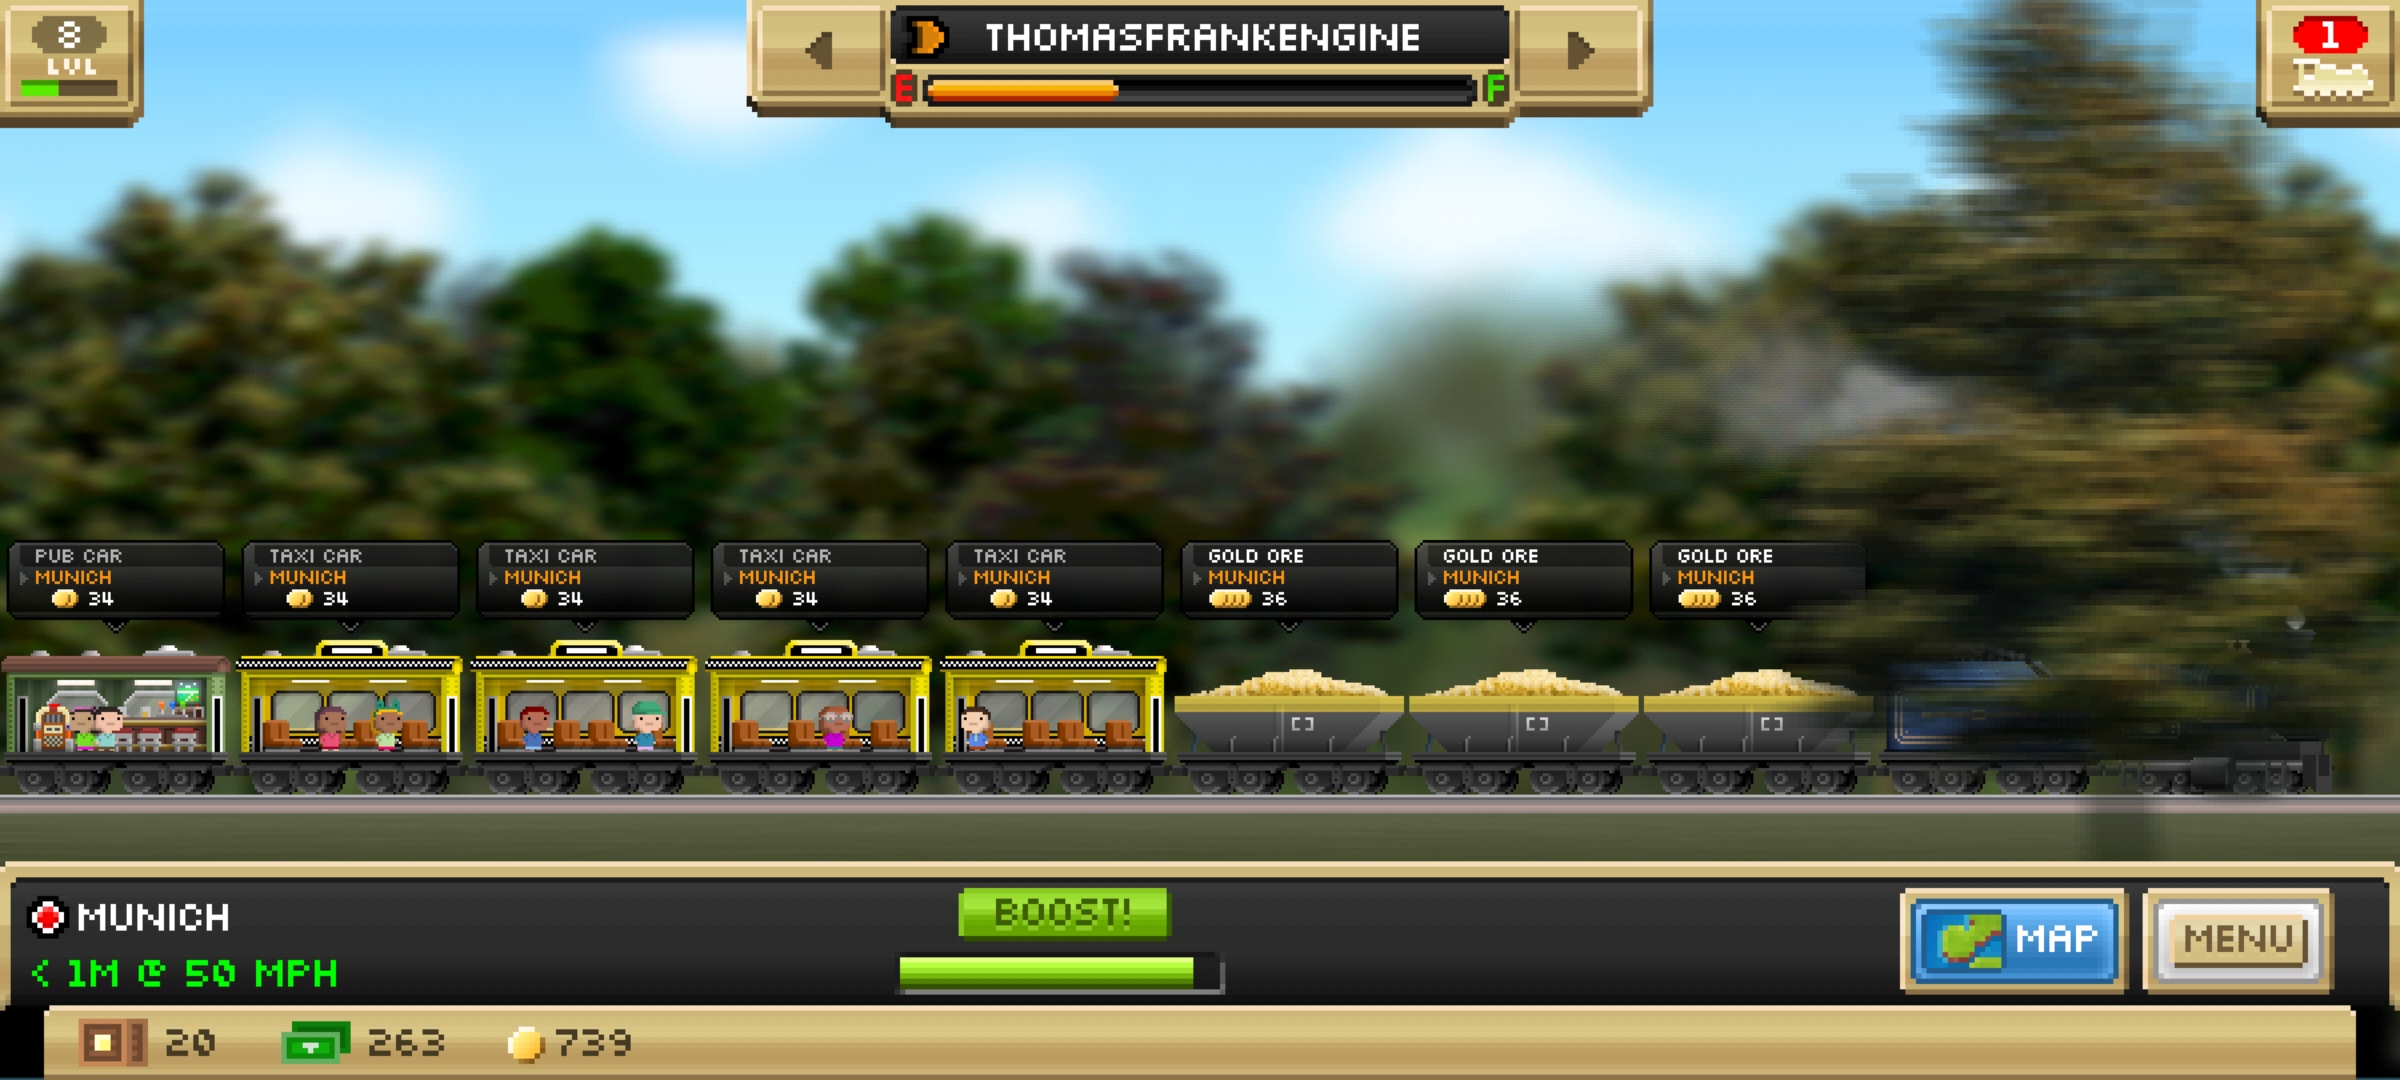 8
LVL
THOMASFRANKENGINE
E F
1
PUB CAR
MUNICH
34
TAXI CAR
MUNICH
34
TAXI CAR
MUNICH
34
TAXI CAR
MUNICH
34
TAXI CAR
MUNICH
34
GOLD ORE
MUNICH
36
GOLD ORE
MUNICH
36
GOLD ORE
MUNICH
36
MUNICH
< 1M @ 50 MPH
BOOST!
MAP
MENU
20 263 739